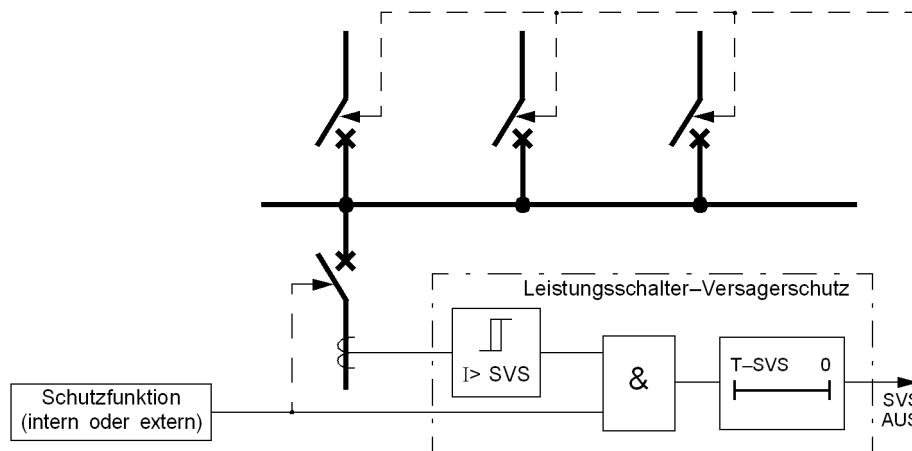 Leistungsschalter–Versagerschutz
I> SVS
&
T–SVS 0
SVS
AUS
Schutzfunktion
(intern oder extern)